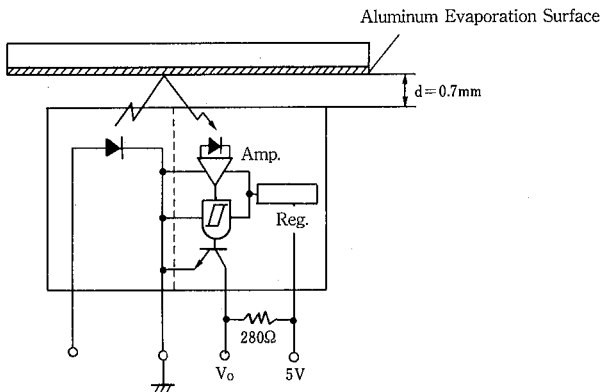 Aluminum Evaporation Surface
d=0.7mm
Amp.
Reg.
280Ω
Vo
5V